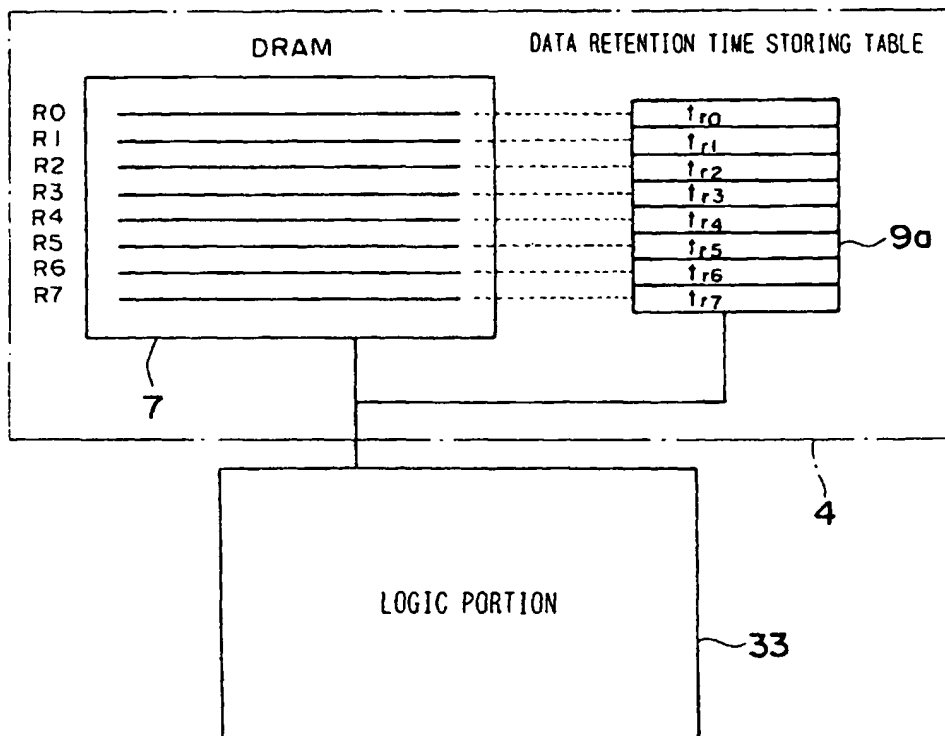 DRAM
DATA RETENTION TIME STORING TABLE
R0
R1
R2
R3
R4
R5
R6
R7
tr0
tr1
tr2
tr3
tr4
tr5
tr6
tr7
9a
7
4
LOGIC PORTION
33